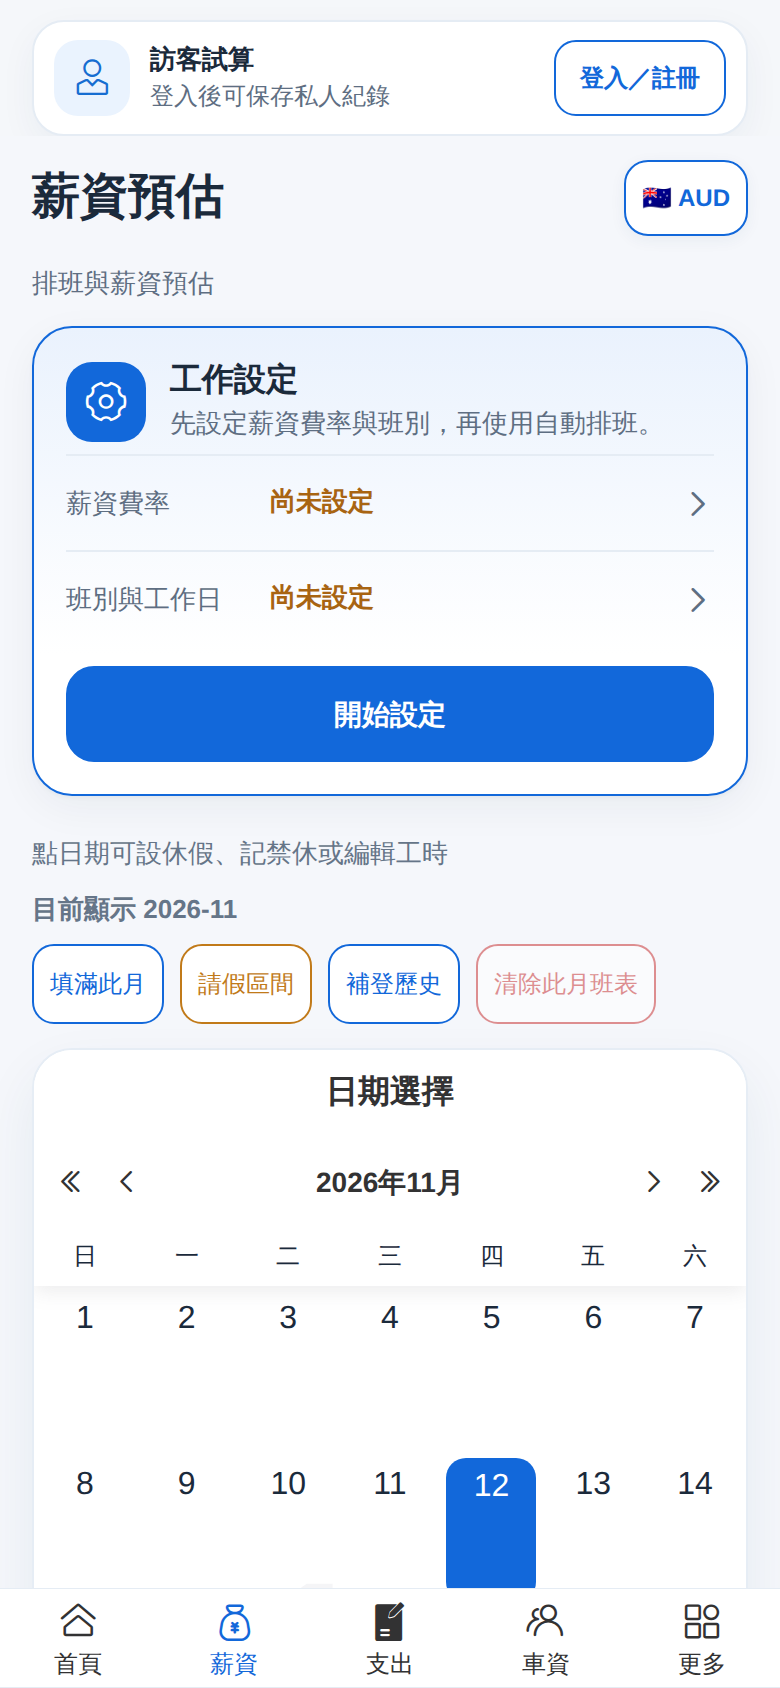 訪客試算
登入後可保存私人紀錄
登入／註冊
薪資預估
🇦🇺 AUD
排班與薪資預估
工作設定
先設定薪資費率與班別，再使用自動排班。
薪資費率 尚未設定
班別與工作日 尚未設定
開始設定
點日期可設休假、記禁休或編輯工時
目前顯示 2026-11
填滿此月 請假區間 補登歷史 清除此月班表
日期選擇
2026年11月
日 一 二 三 四 五 六
1 2 3 4 5 6 7
8 9 10 11 12 13 14
首頁 薪資 支出 車資 更多